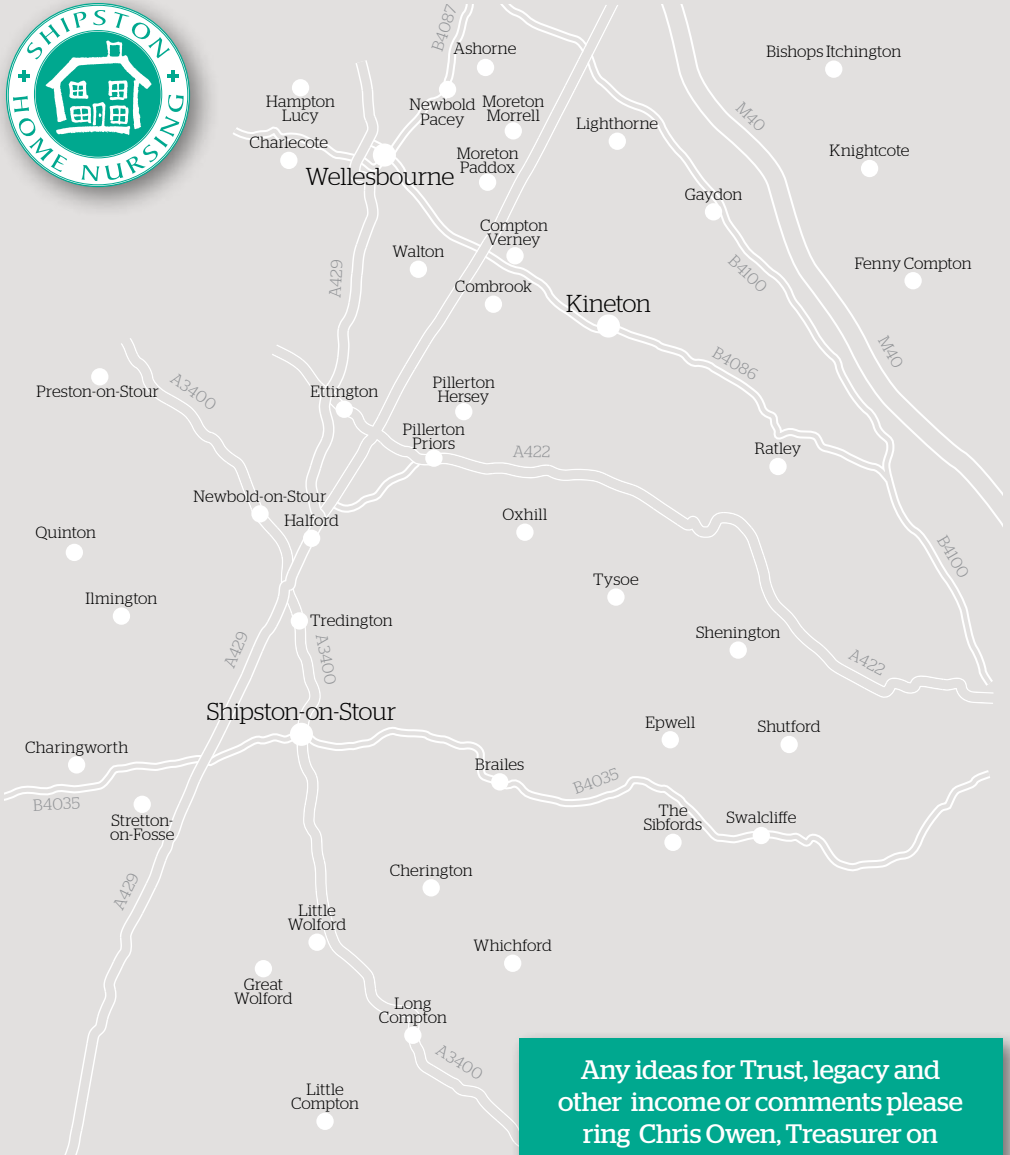 SHIPSTON
HOME NURSING
B4087
Ashorne
Bishops Itchington
Hampton
Lucy
Newbold
Pacey
Moreton
Morrell
M40
Lighthorne
Charlecote
Knightcote
Moreton
Paddox
Wellesbourne
Gaydon
Compton
Verney
Walton
A429
B4100
Fenny Compton
Combrook
Kineton
M40
B4086
Preston-on-Stour
A3400
Ettington
Pillerton
Hersey
Pillerton
Priors
A422
Ratley
Newbold-on-Stour
Halford
Oxhill
Quinton
B4100
Tysoe
Ilmington
Tredington
Shenington
A429
A3400
A422
Shipston-on-Stour
Epwell
Shutford
Charingworth
Brailes
B4035
B4035
Stretton-
on-Fosse
The
Sibfords
Swalcliffe
Cherington
A429
Little
Wolford
Whichford
Great
Wolford
Long
Compton
A3400
Little
Compton
Any ideas for Trust, legacy and
other income or comments please
ring Chris Owen, Treasurer on